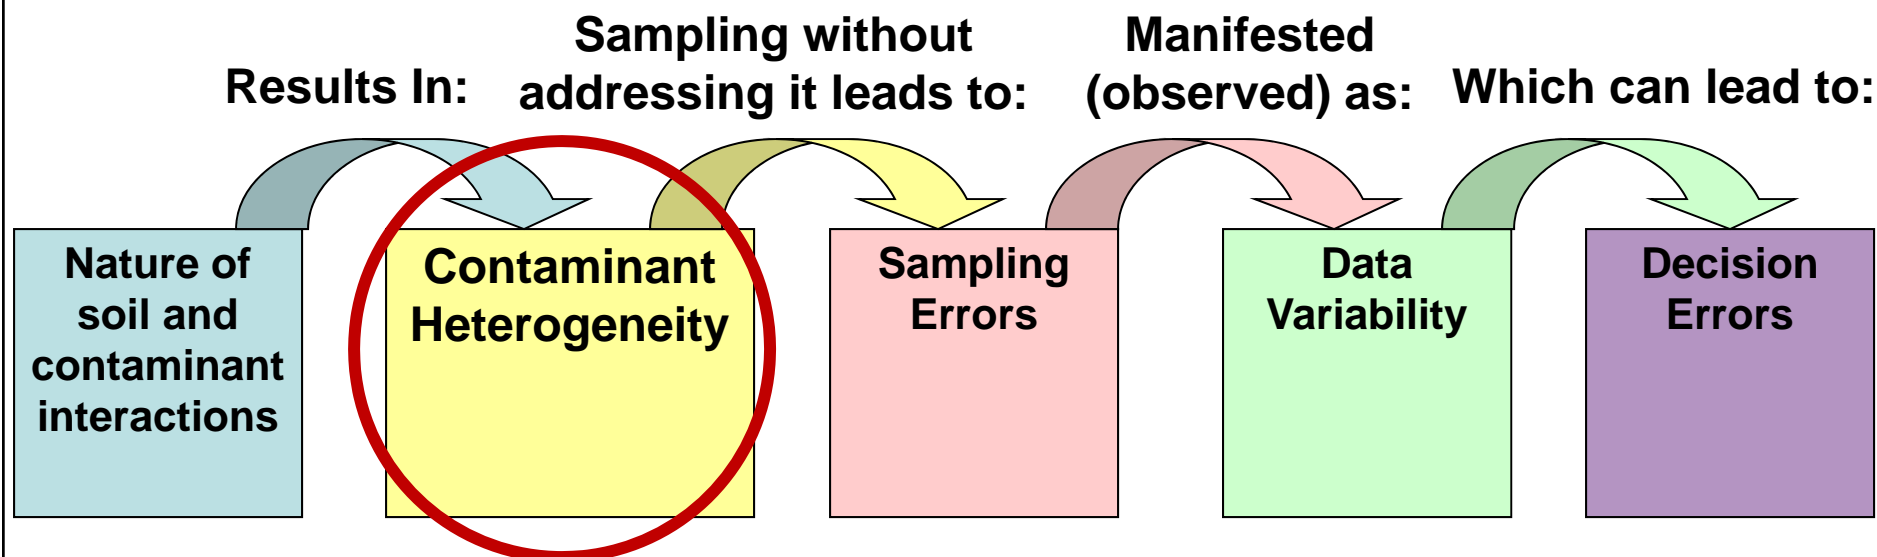 Results In:
Sampling without
addressing it leads to:
Manifested
(observed) as:
Which can lead to:
Nature of
soil and
contaminant
interactions
Contaminant
Heterogeneity
Sampling
Errors
Data
Variability
Decision
Errors